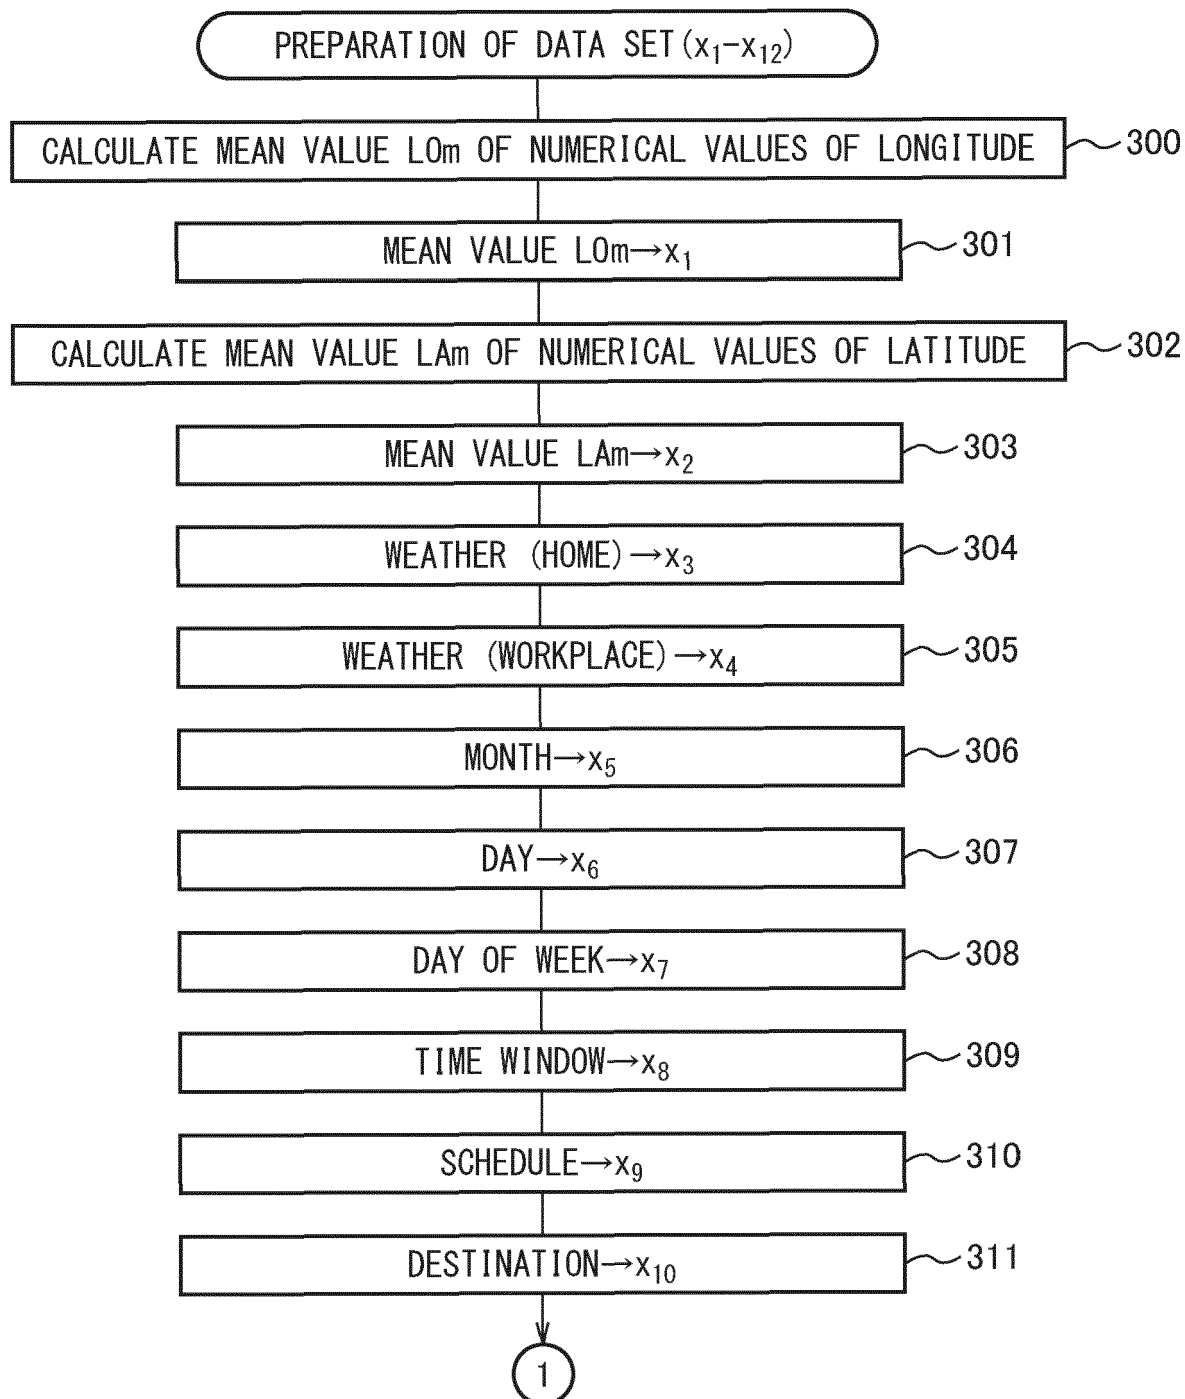 PREPARATION OF DATA SET (x₁−x₁₂)
CALCULATE MEAN VALUE LOm OF NUMERICAL VALUES OF LONGITUDE
300
MEAN VALUE LOm→x₁
301
CALCULATE MEAN VALUE LAm OF NUMERICAL VALUES OF LATITUDE
302
MEAN VALUE LAm→x₂
303
WEATHER (HOME)→x₃
304
WEATHER (WORKPLACE)→x₄
305
MONTH→x₅
306
DAY→x₆
307
DAY OF WEEK→x₇
308
TIME WINDOW→x₈
309
SCHEDULE→x₉
310
DESTINATION→x₁₀
311
1